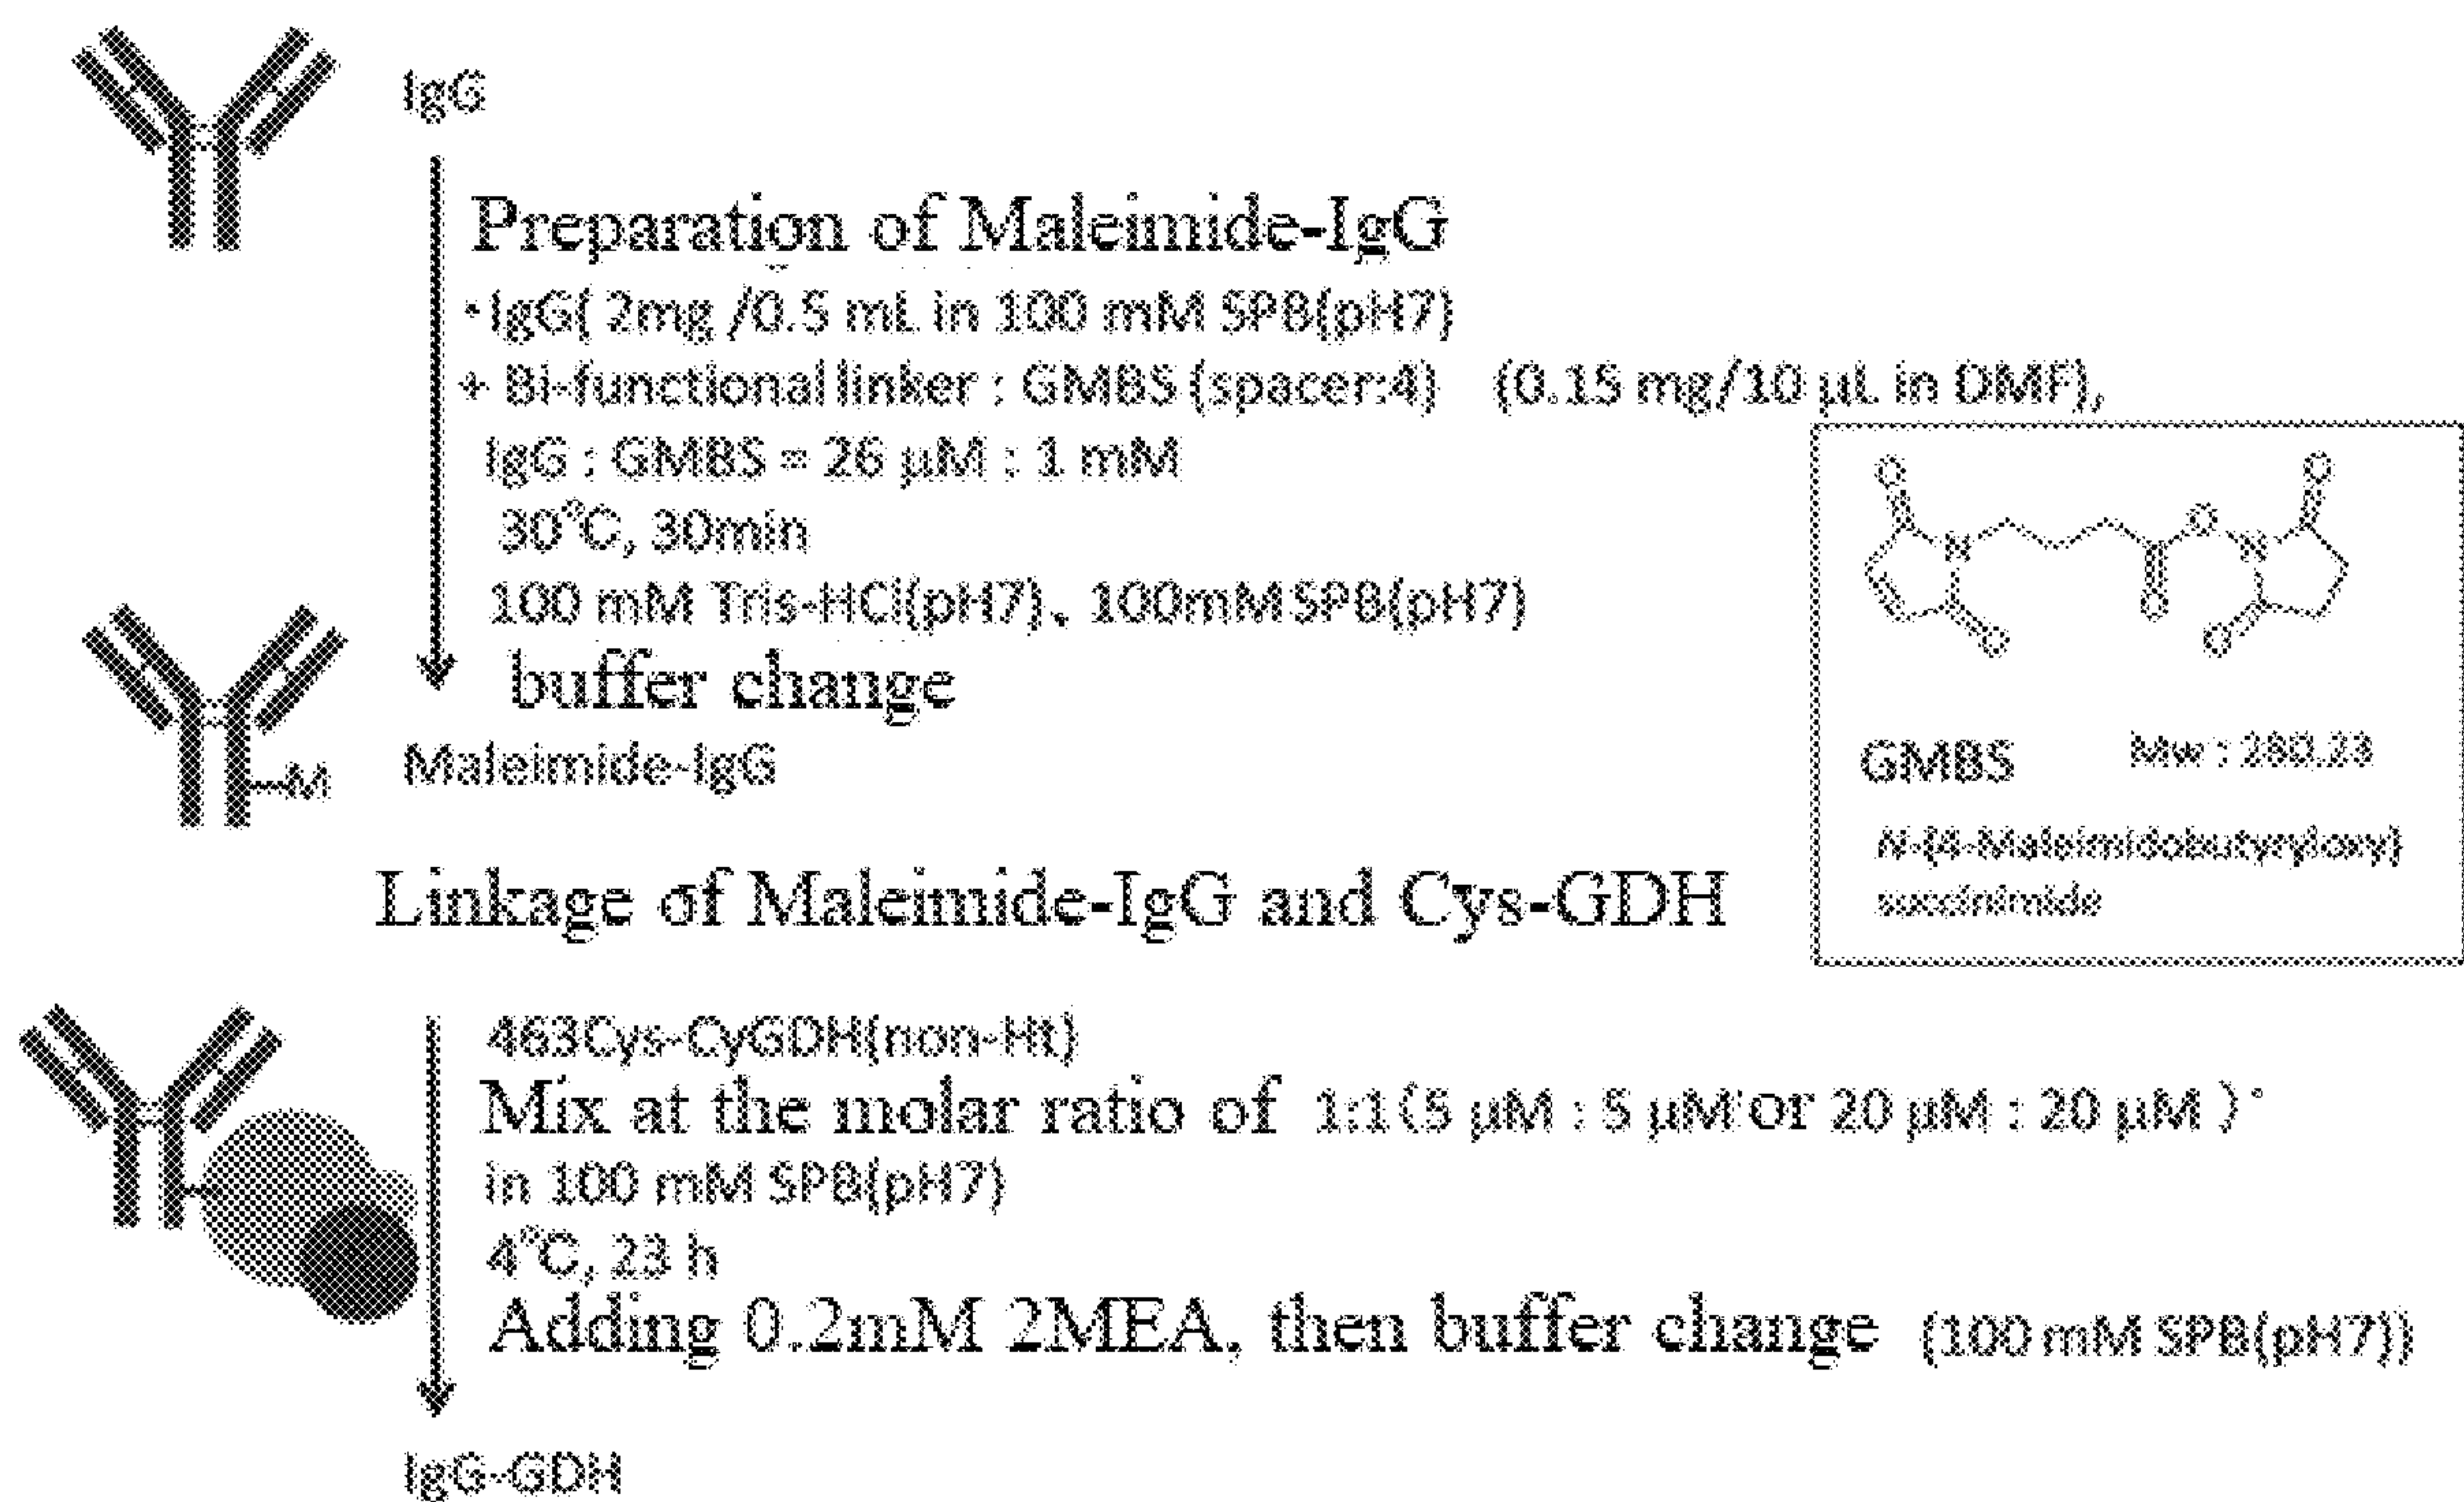 IgG
Preparation of Maleimide-IgG
・IgG( 2mg /0.5 mL in 100 mM SPB(pH7)
+ Bi-functional linker : GMBS (spacer:4) (0.15 mg/10 μL in DMF),
IgG : GMBS = 26 μM : 1 mM
30°C, 30min
100 mM Tris-HCl(pH7)、100mM SPB(pH7)
buffer change
M
Maleimide-IgG
O
O
N
O
N
O
O
O
GMBS Mw : 280.23
N-(4-Maleimidobutyryloxy)
succinimide
Linkage of Maleimide-IgG and Cys-GDH
463Cys-CyGDH(non-Ht)
Mix at the molar ratio of 1:1(5 μM : 5 μM or 20 μM : 20 μM )
in 100 mM SPB(pH7)
4°C, 23 h
Adding 0.2mM 2MEA, then buffer change (100 mM SPB(pH7))
IgG-GDH